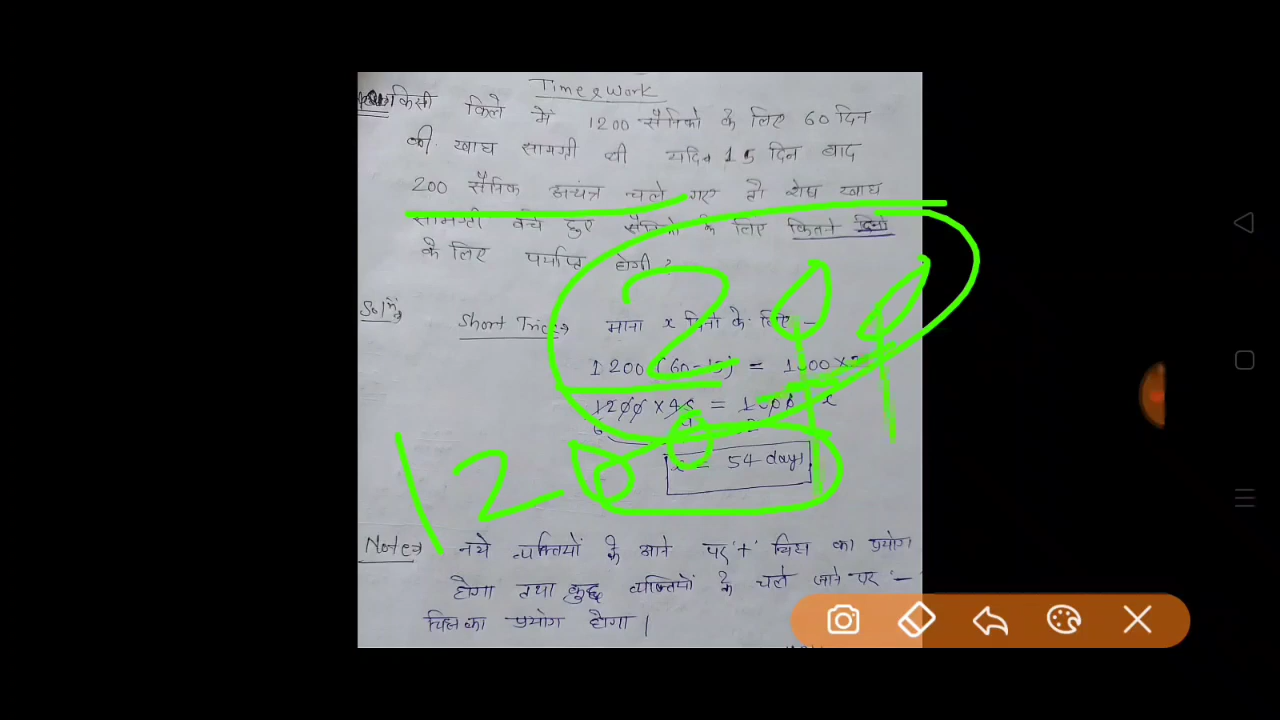 Time & Work
किसी किले में 1200 सैनिको के लिए 60 दिन
की खाघ सामग्री थी यदि 15 दिन बाद
200 सैनिक अन्यंत्र चले गए तो शेष खाघ
सामग्री बचे हुए सैनिको के लिए कितने दिनो
के लिए पर्याप्त होगी ?
Solⁿ Short Trick⇒ माना x दिनो के लिए –
1200 (60-15) = 1000 × x
1200 × 45 = 1000 x
x = 54 days
1200
Note⇒ नये व्यक्तियों के आने पर '+' चिह्न का प्रयोग
होगा तथा कुछ व्यक्तियों के चले जाने पर '–'
चिह्न का प्रयोग होगा |